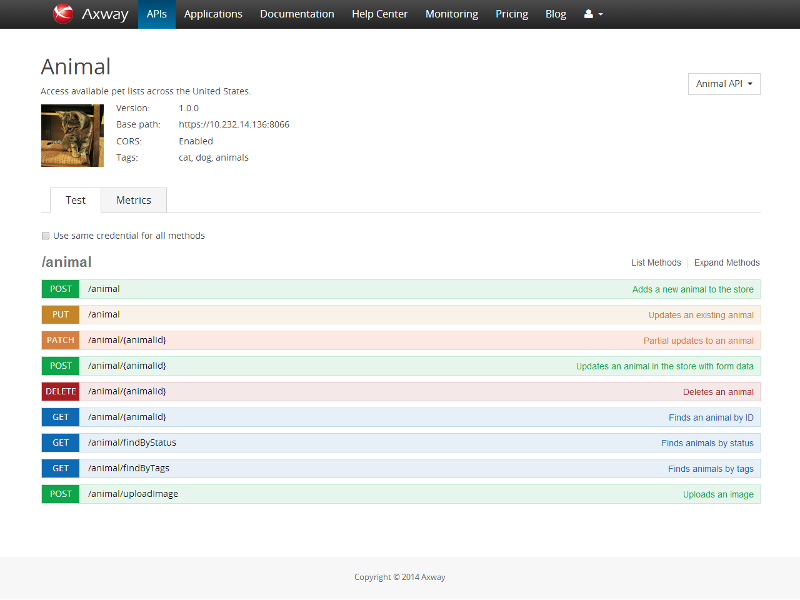 Axway APIs Applications Documentation Help Center Monitoring Pricing Blog
Animal
Animal API
Access available pet lists across the United States.
Version: 1.0.0
Base path: https://10.232.14.136:8066
CORS: Enabled
Tags: cat, dog, animals
Test Metrics
Use same credential for all methods
/animal List Methods Expand Methods
POST /animal Adds a new animal to the store
PUT /animal Updates an existing animal
PATCH /animal/{animalId} Partial updates to an animal
POST /animal/{animalId} Updates an animal in the store with form data
DELETE /animal/{animalId} Deletes an animal
GET /animal/{animalId} Finds an animal by ID
GET /animal/findByStatus Finds animals by status
GET /animal/findByTags Finds animals by tags
POST /animal/uploadImage Uploads an image
Copyright © 2014 Axway